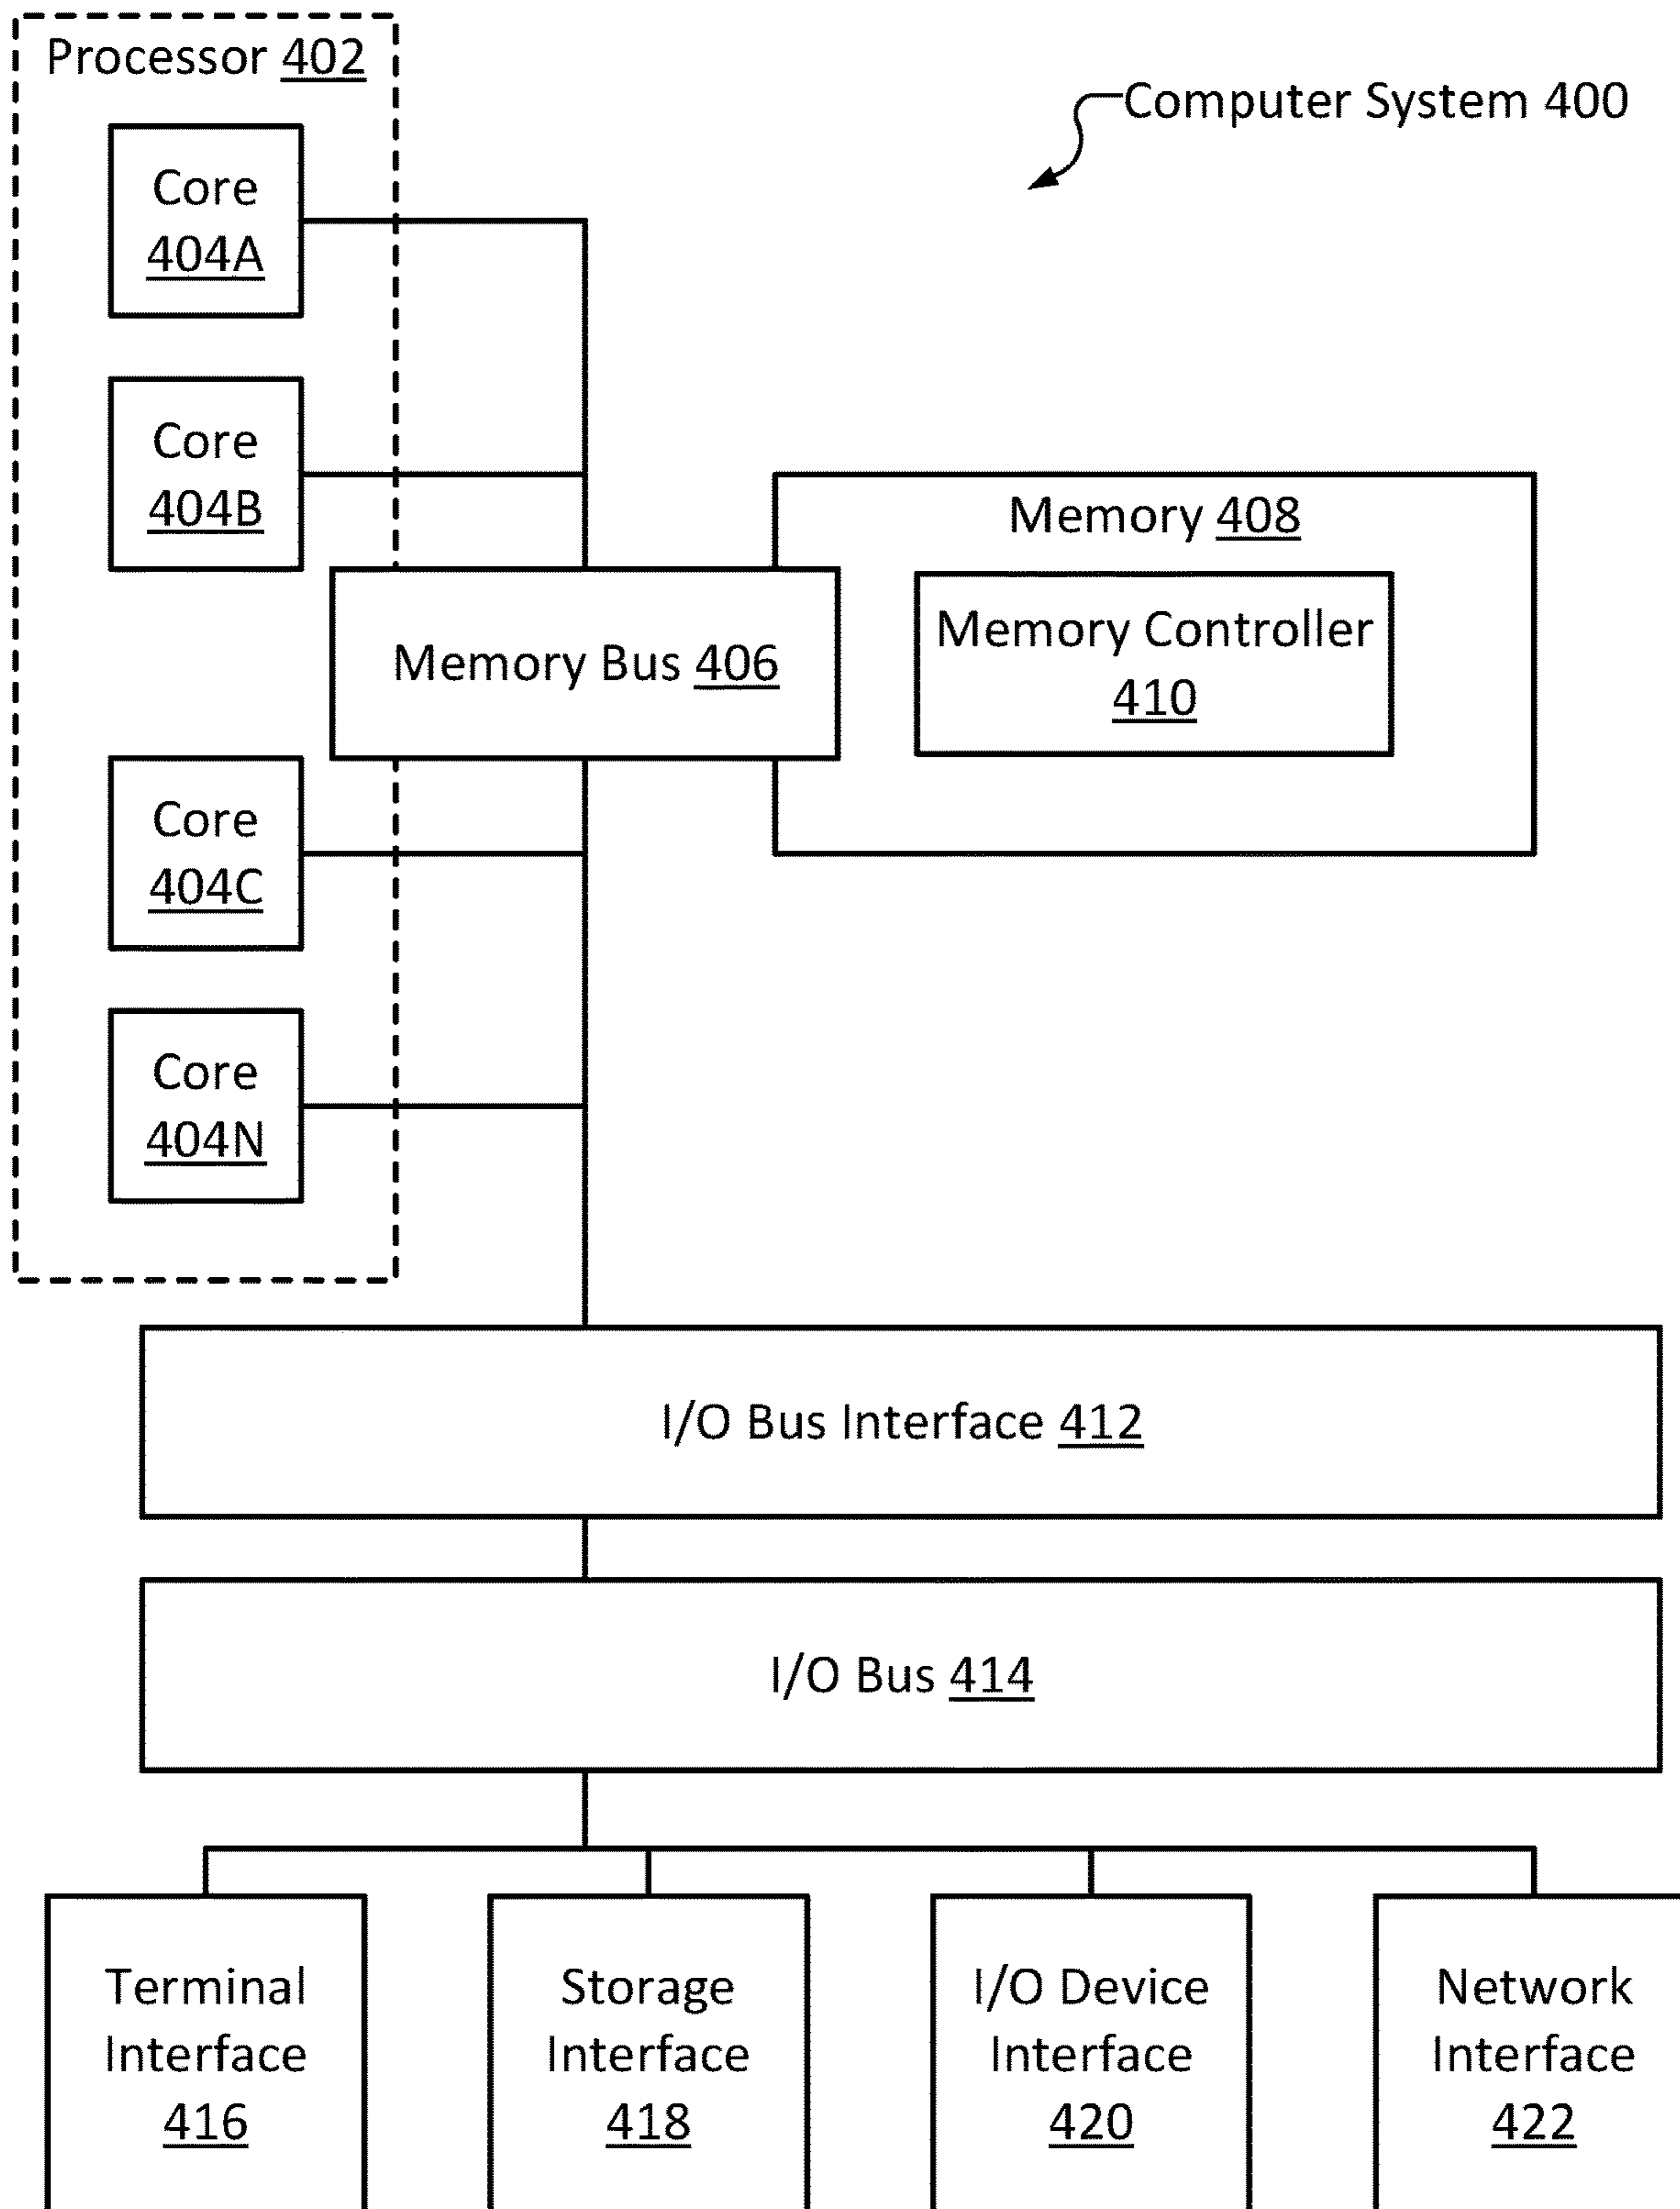 Processor 402
Computer System 400
Core
404A
Core
404B
Memory 408
Memory Controller
410
Memory Bus 406
Core
404C
Core
404N
I/O Bus Interface 412
I/O Bus 414
Terminal
Interface
416
Storage
Interface
418
I/O Device
Interface
420
Network
Interface
422